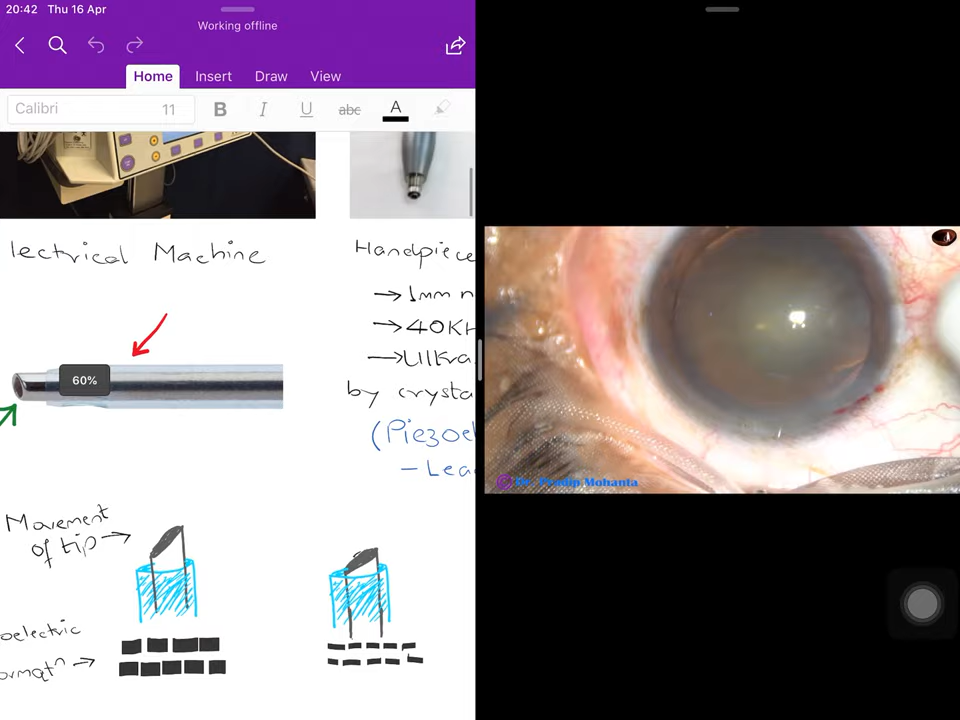 20:42 Thu 16 Apr
Working offline
Home Insert Draw View
Calibri 11 B I U abc A
lectrical Machine
Handpiece
→ 1mm
→ 40KH
→ Ultra
by crysta
(Piezoel
- Lea
60%
Movement
of tip →
oelectric
ormatⁿ →
© Dr. Pradip Mohanta